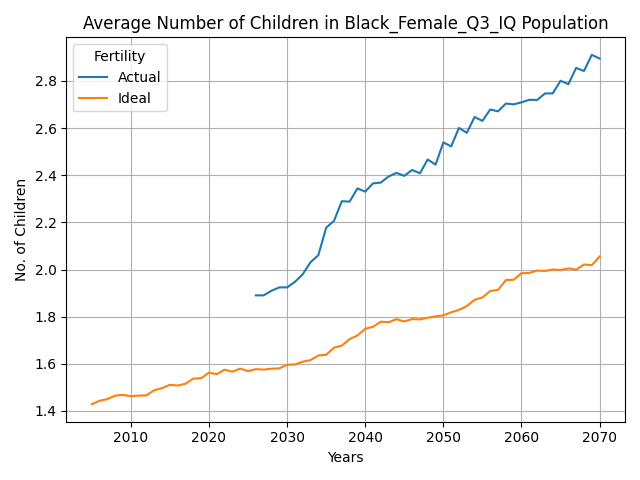 Average Number of Children in Black_Female_Q3_IQ Population
Fertility
Actual
Ideal
No. of Children
2.8
2.6
2.4
2.2
2.0
1.8
1.6
1.4
2010 2020 2030 2040 2050 2060 2070
Years